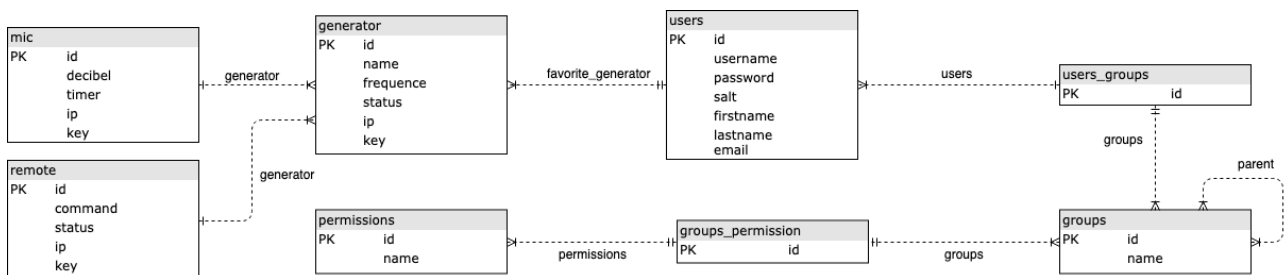 mic
PK id
decibel
timer
ip
key
generator
generator
PK id
name
frequence
status
ip
key
favorite_generator
users
PK id
username
password
salt
firstname
lastname
email
users
users_groups
PK id
groups
parent
remote
PK id
command
status
ip
key
generator
permissions
PK id
name
permissions
groups_permission
PK id
groups
groups
PK id
name